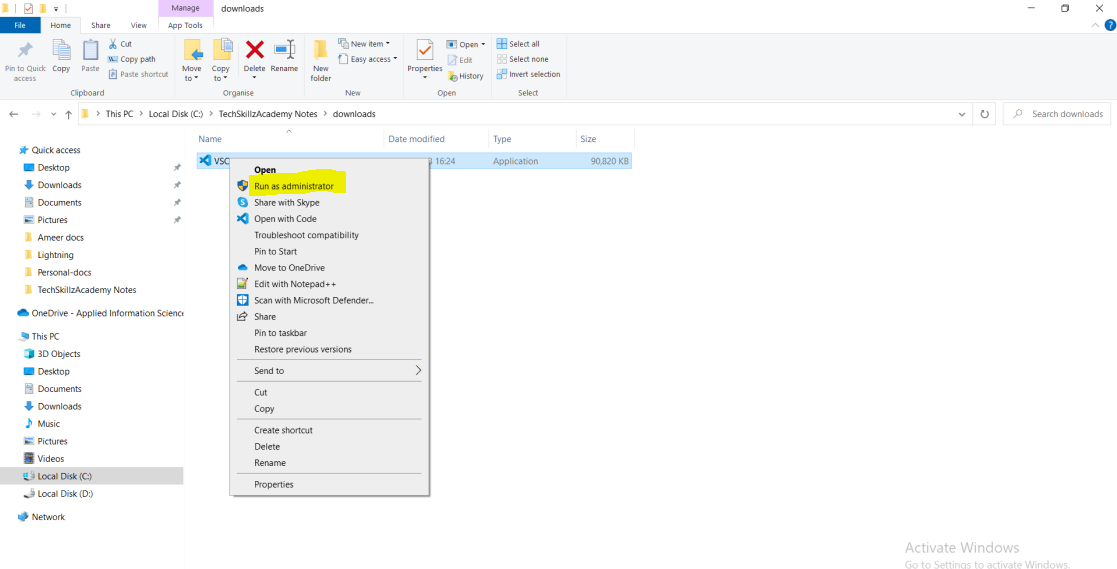 Manage downloads
File Home Share View App Tools
Pin to Quick access
Copy
Paste
Cut
Copy path
Paste shortcut
Clipboard
Move to
Copy to
Delete
Rename
Organise
New folder
New item
Easy access
New
Properties
Open
Edit
History
Open
Select all
Select none
Invert selection
Select
This PC > Local Disk (C:) > TechSkillzAcademy Notes > downloads
Search downloads
Name Date modified Type Size
VSC 16:24 Application 90,820 KB
Quick access
Desktop
Downloads
Documents
Pictures
Ameer docs
Lightning
Personal-docs
TechSkillzAcademy Notes
OneDrive - Applied Information Science
This PC
3D Objects
Desktop
Documents
Downloads
Music
Pictures
Videos
Local Disk (C:)
Local Disk (D:)
Network
Open
Run as administrator
Share with Skype
Open with Code
Troubleshoot compatibility
Pin to Start
Move to OneDrive
Edit with Notepad++
Scan with Microsoft Defender...
Share
Pin to taskbar
Restore previous versions
Send to
Cut
Copy
Create shortcut
Delete
Rename
Properties
Activate Windows
Go to Settings to activate Windows.